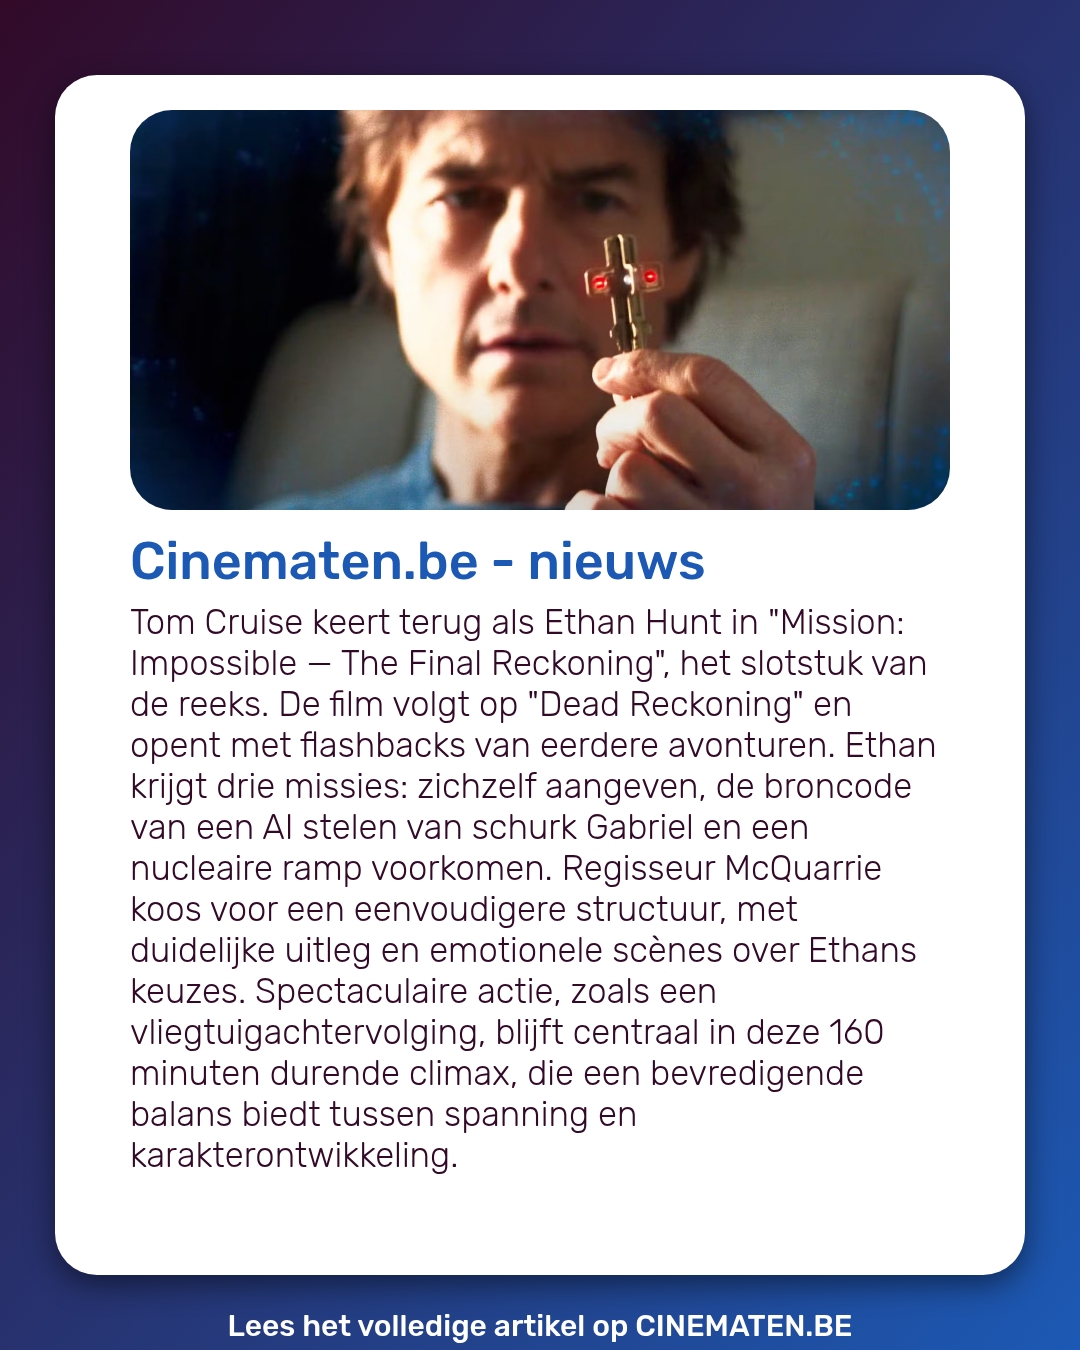 Cinematen.be - nieuws
Tom Cruise keert terug als Ethan Hunt in "Mission:
Impossible — The Final Reckoning", het slotstuk van
de reeks. De film volgt op "Dead Reckoning" en
opent met flashbacks van eerdere avonturen. Ethan
krijgt drie missies: zichzelf aangeven, de broncode
van een AI stelen van schurk Gabriel en een
nucleaire ramp voorkomen. Regisseur McQuarrie
koos voor een eenvoudigere structuur, met
duidelijke uitleg en emotionele scènes over Ethans
keuzes. Spectaculaire actie, zoals een
vliegtuigachtervolging, blijft centraal in deze 160
minuten durende climax, die een bevredigende
balans biedt tussen spanning en
karakterontwikkeling.
Lees het volledige artikel op CINEMATEN.BE